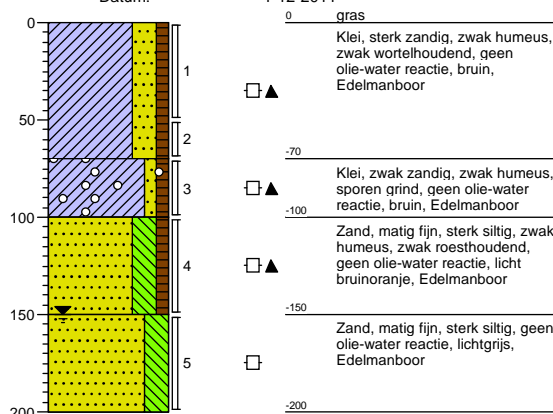 Datum:
0 gras
Klei, sterk zandig, zwak humeus,
zwak wortelhoudend, geen
olie-water reactie, bruin,
Edelmanboor
-70
Klei, zwak zandig, zwak humeus,
sporen grind, geen olie-water
reactie, bruin, Edelmanboor
-100
Zand, matig fijn, sterk siltig, zwak
humeus, zwak roesthoudend,
geen olie-water reactie, licht
bruinoranje, Edelmanboor
-150
Zand, matig fijn, sterk siltig, geen
olie-water reactie, lichtgrijs,
Edelmanboor
-200
0
50
100
150
200
1
2
3
4
5